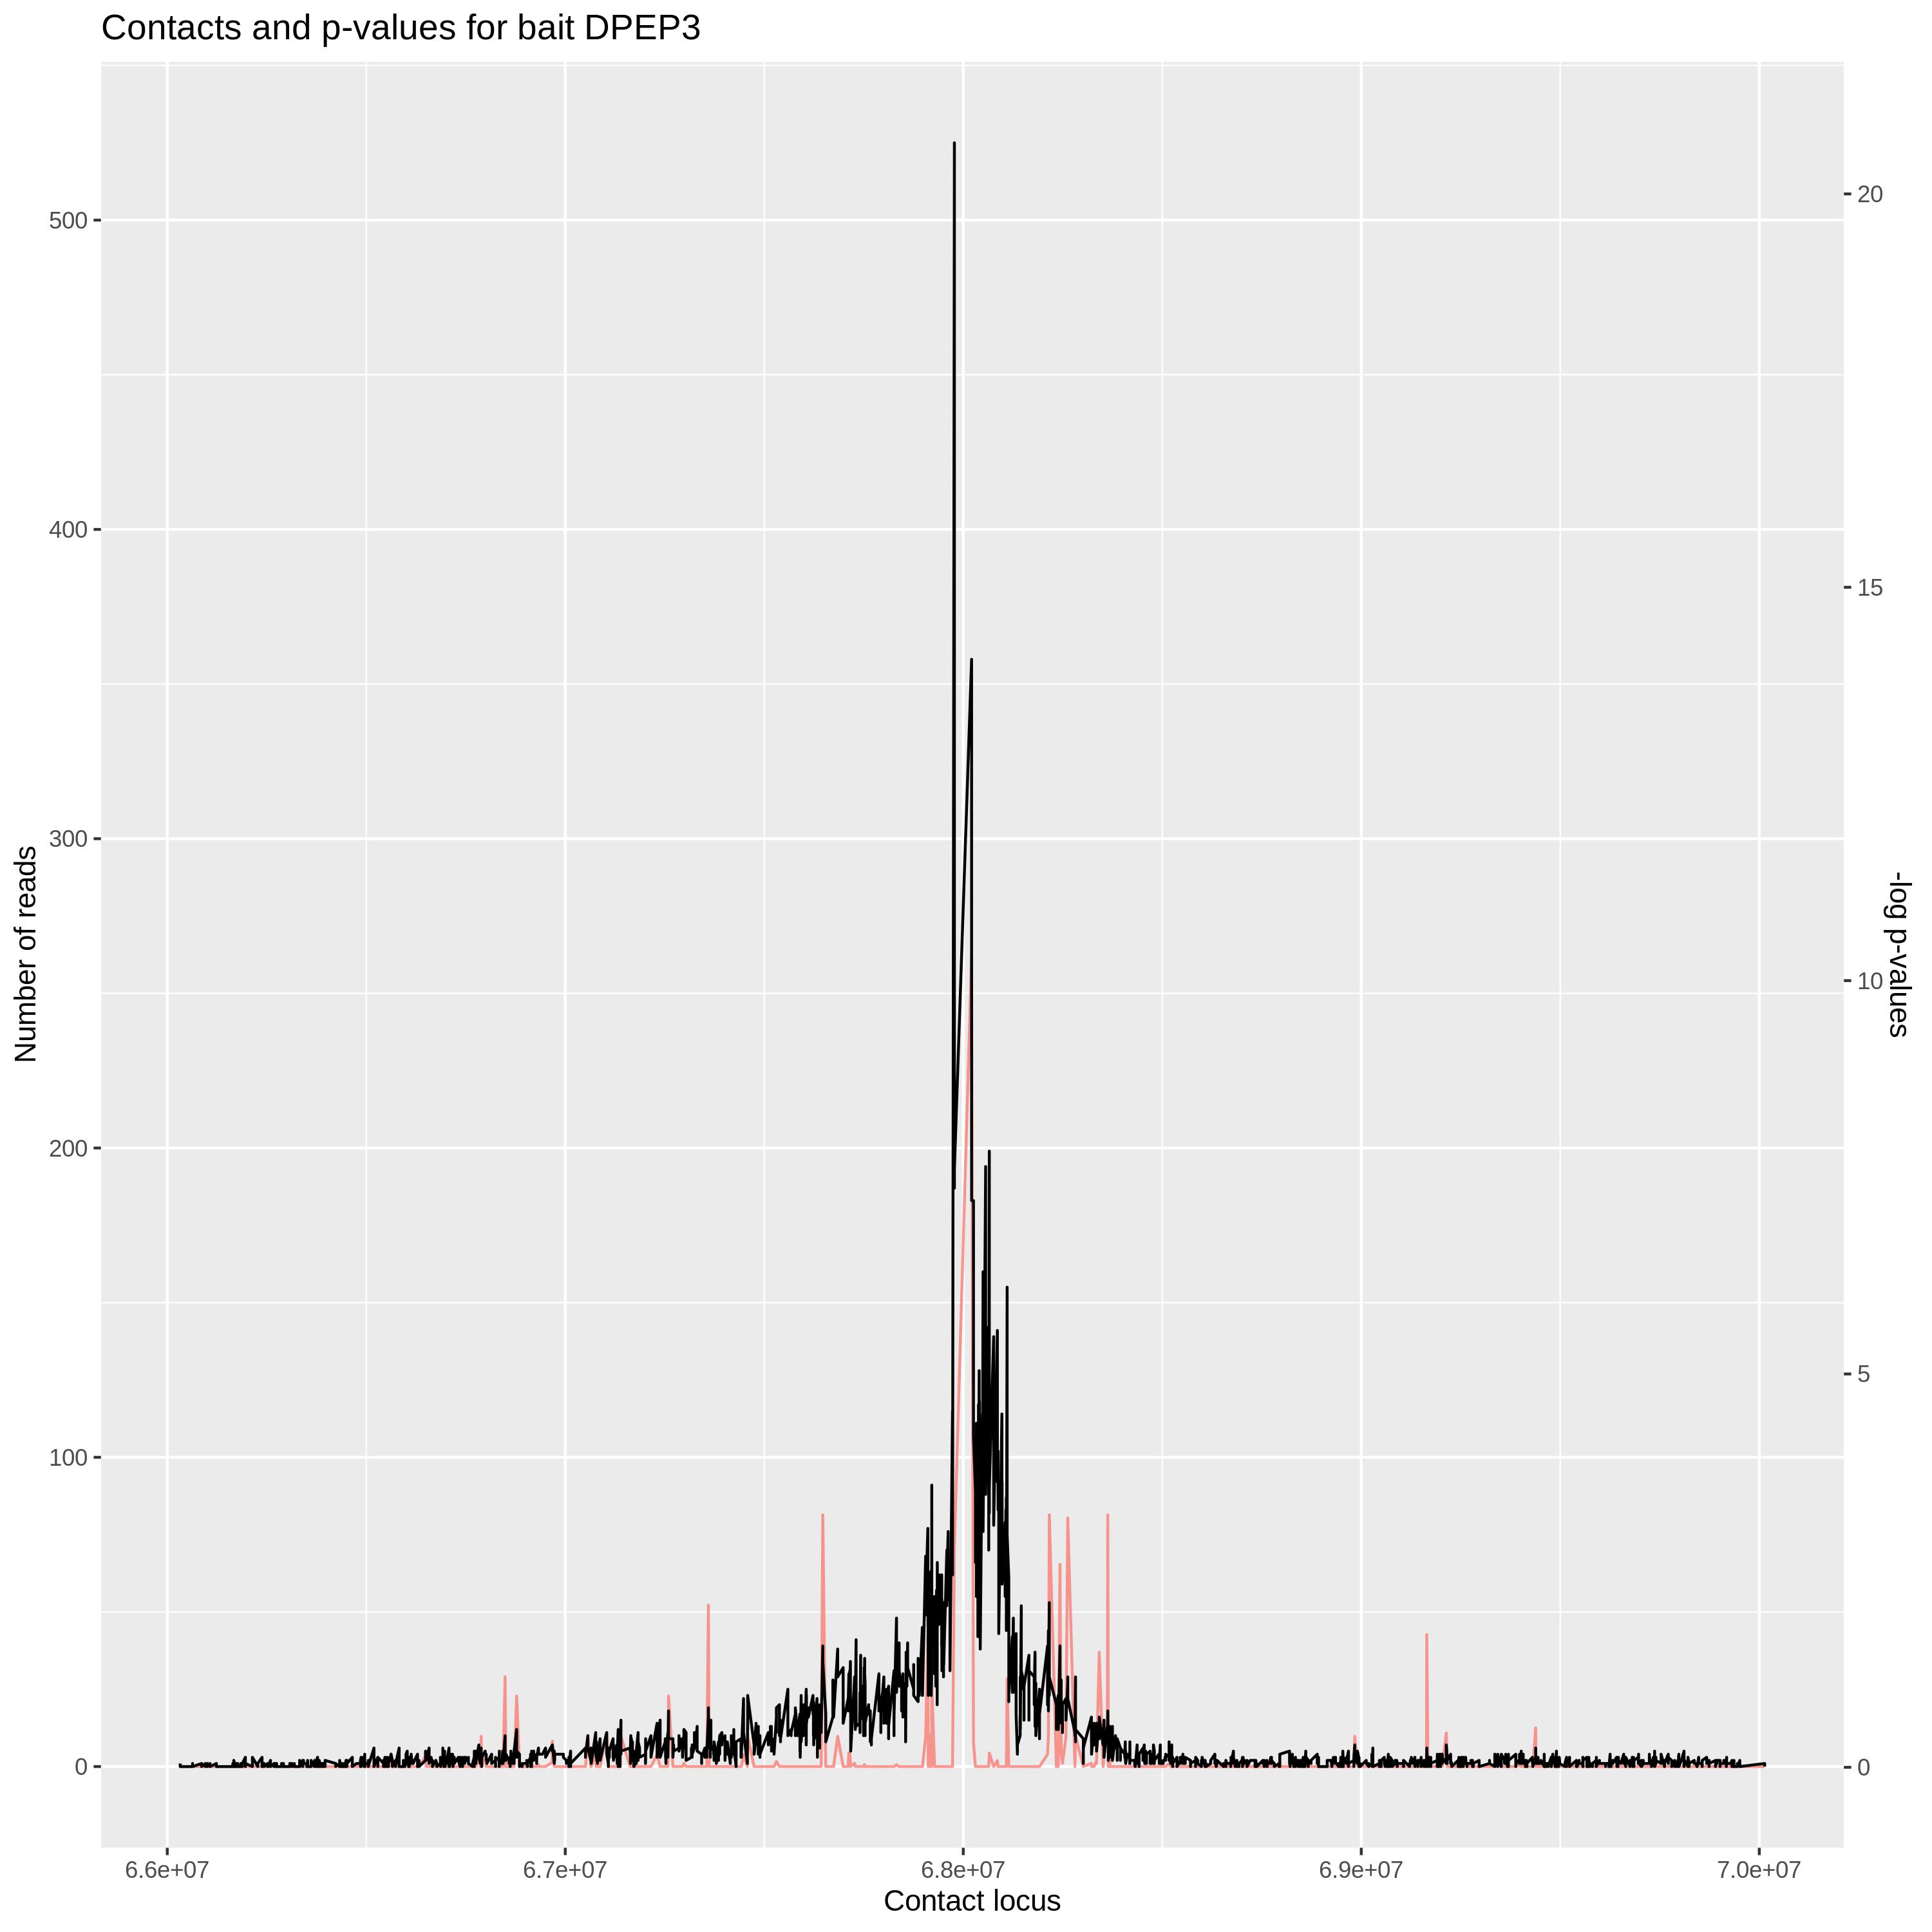 Contacts and p-values for bait DPEP3
Number of reads
500
400
300
200
100
0
20
15
10
5
0
-log p-values
6.6e+07
6.7e+07
6.8e+07
6.9e+07
7.0e+07
Contact locus